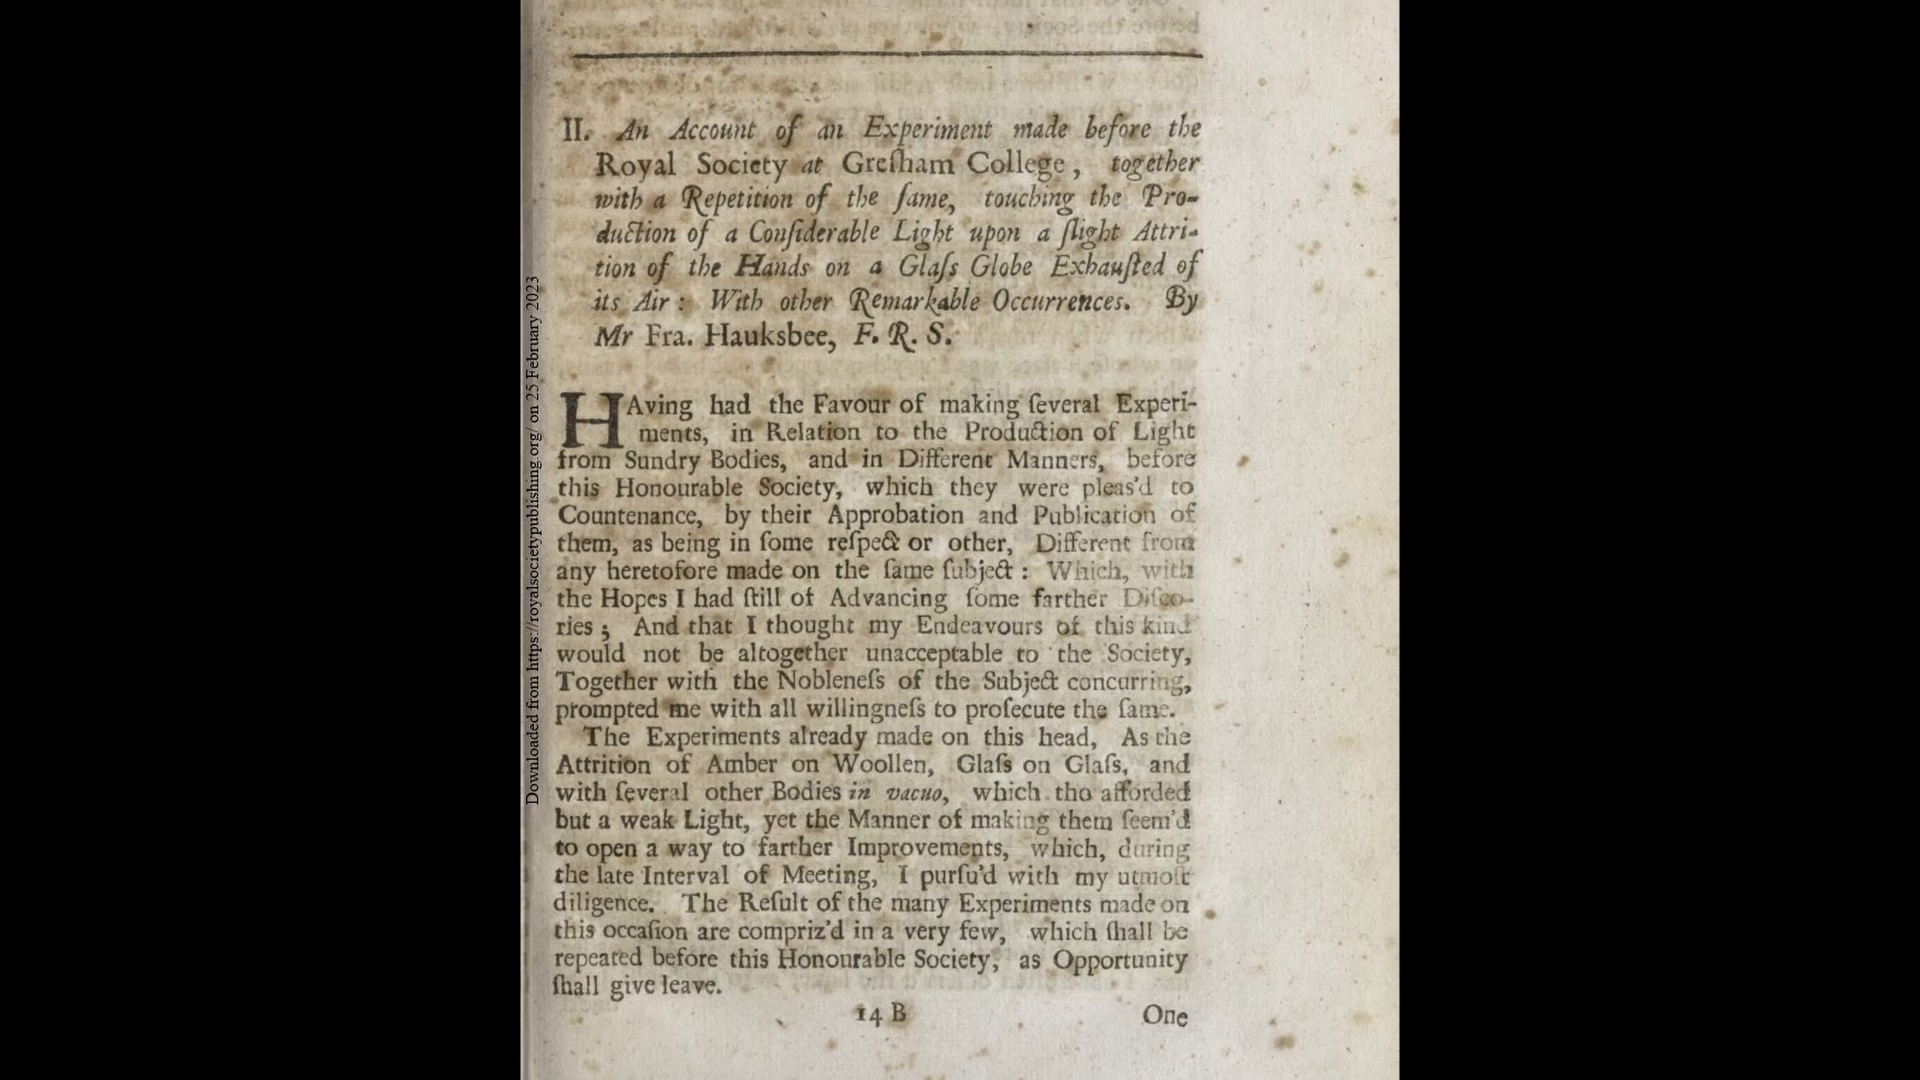 II. An Account of an Experiment made before the
Royal Society at Greſham College, together
with a Repetition of the ſame, touching the Pro-
duction of a Conſiderable Light upon a ſlight Attri-
tion of the Hands on a Glaſs Globe Exhauſted of
its Air: With other Remarkable Occurrences. By
Mr Fra. Hauksbee, F. R. S.
HAving had the Favour of making ſeveral Experi-
ments, in Relation to the Production of Light
from Sundry Bodies, and in Different Manners, before
this Honourable Society, which they were pleas'd to
Countenance, by their Approbation and Publication of
them, as being in ſome reſpect or other, Different from
any heretofore made on the ſame ſubject: Which, with
the Hopes I had ſtill of Advancing ſome farther Diſco-
ries; And that I thought my Endeavours of this kind
would not be altogether unacceptable to the Society,
Together with the Nobleneſs of the Subject concurring,
prompted me with all willingneſs to proſecute the ſame.
The Experiments already made on this head, As the
Attrition of Amber on Woollen, Glaſs on Glaſs, and
with ſeveral other Bodies in vacuo, which tho afforded
but a weak Light, yet the Manner of making them ſeem'd
to open a way to farther Improvements, which, during
the late Interval of Meeting, I purſu'd with my utmoſt
diligence. The Reſult of the many Experiments made on
this occaſion are compriz'd in a very few, which ſhall be
repeated before this Honourable Society, as Opportunity
ſhall give leave.
14 B One
Downloaded from https://royalsocietypublishing.org/ on 25 February 2023